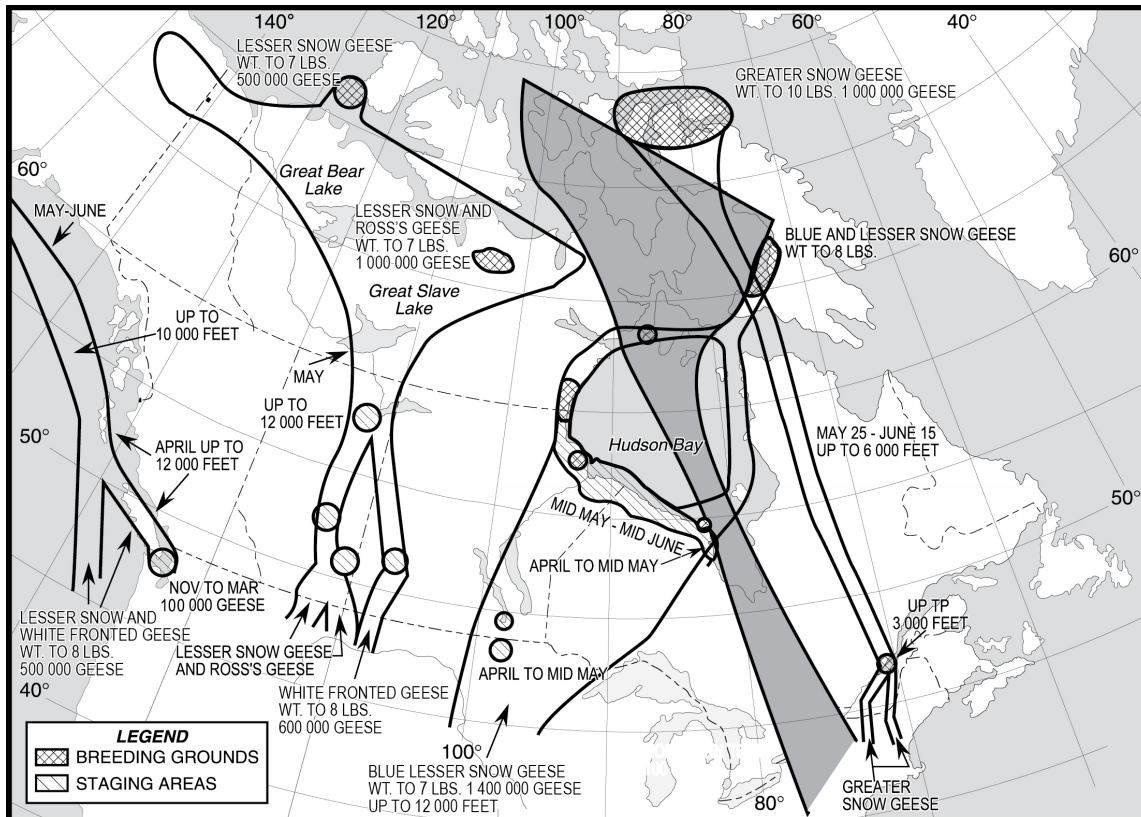 140°
120°
100°
80°
60°
40°
LESSER SNOW GEESE
WT. TO 7 LBS.
500 000 GEESE
GREATER SNOW GEESE
WT. TO 10 LBS. 1 000 000 GEESE
60°
Great Bear
Lake
MAY-JUNE
LESSER SNOW AND
ROSS'S GEESE
WT. TO 7 LBS.
1 000 000 GEESE
BLUE AND LESSER SNOW GEESE
WT TO 8 LBS.
60°
Great Slave
Lake
UP TO
10 000 FEET
MAY
UP TO
12 000 FEET
50°
APRIL UP TO
12 000 FEET
Hudson Bay
MAY 25 - JUNE 15
UP TO 6 000 FEET
50°
MID MAY - MID JUNE
APRIL TO MID MAY
NOV TO MAR
100 000 GEESE
LESSER SNOW AND
WHITE FRONTED GEESE
WT. TO 8 LBS.
500 000 GEESE
LESSER SNOW GEESE
AND ROSS'S GEESE
UP TP
3 000 FEET
APRIL TO MID MAY
40°
WHITE FRONTED GEESE
WT. TO 8 LBS.
600 000 GEESE
LEGEND
BREEDING GROUNDS
STAGING AREAS
100°
BLUE LESSER SNOW GEESE
WT. TO 7 LBS. 1 400 000 GEESE
UP TO 12 000 FEET
80°
GREATER
SNOW GEESE